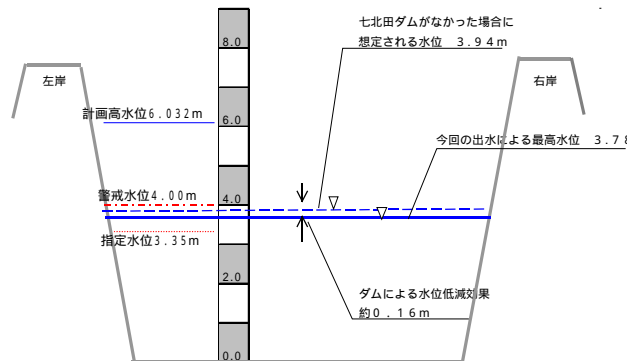 七北田ダムがなかった場合に
想定される水位 3.94m
8.0
左岸
右岸
計画高水位6.032m
6.0
今回の出水による最高水位 3.78
警戒水位4.00m
4.0
指定水位3.35m
2.0
ダムによる水位低減効果
約0.16m
0.0